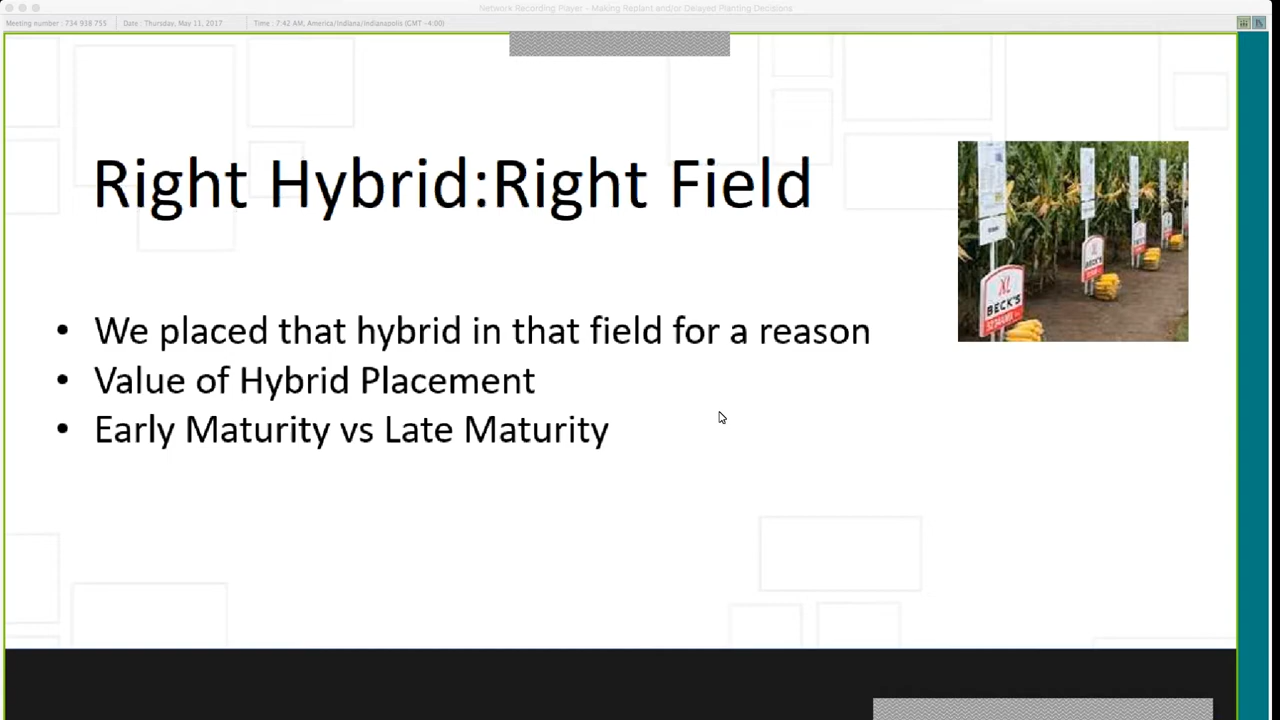 Network Recording Player - Making Replant and/or Delayed Planting Decisions
Meeting number : 734 938 755 Date : Thursday, May 11, 2017 Time : 7:42 AM, America/Indiana/Indianapolis (GMT -4:00)
Right Hybrid:Right Field
BECK'S
BECK'S
• We placed that hybrid in that field for a reason
• Value of Hybrid Placement
• Early Maturity vs Late Maturity